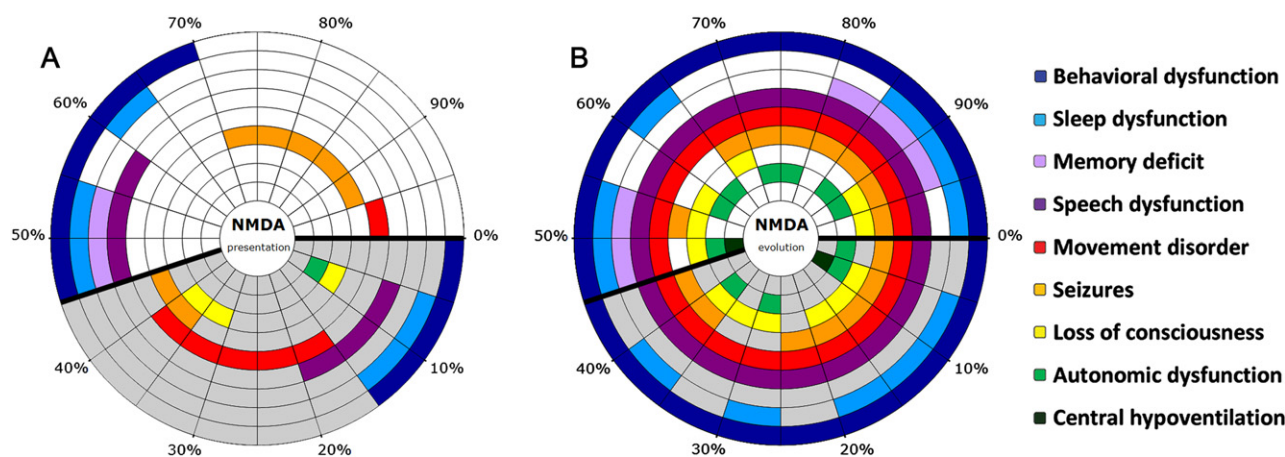 A
70%
80%
60%
90%
50%
0%
40%
10%
30%
20%
NMDA
presentation
B
70%
80%
60%
90%
50%
0%
40%
10%
30%
20%
NMDA
evolution
Behavioral dysfunction
Sleep dysfunction
Memory deficit
Speech dysfunction
Movement disorder
Seizures
Loss of consciousness
Autonomic dysfunction
Central hypoventilation